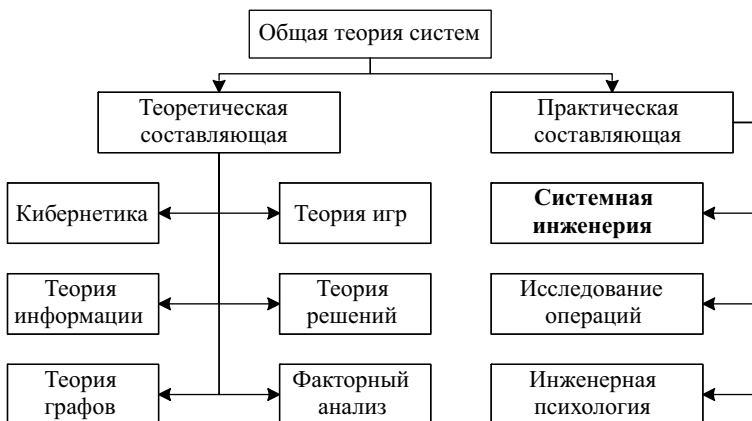 Общая теория систем
Теоретическая
составляющая
Практическая
составляющая
Кибернетика
Теория игр
Системная
инженерия
Теория
информации
Теория
решений
Исследование
операций
Теория
графов
Факторный
анализ
Инженерная
психология